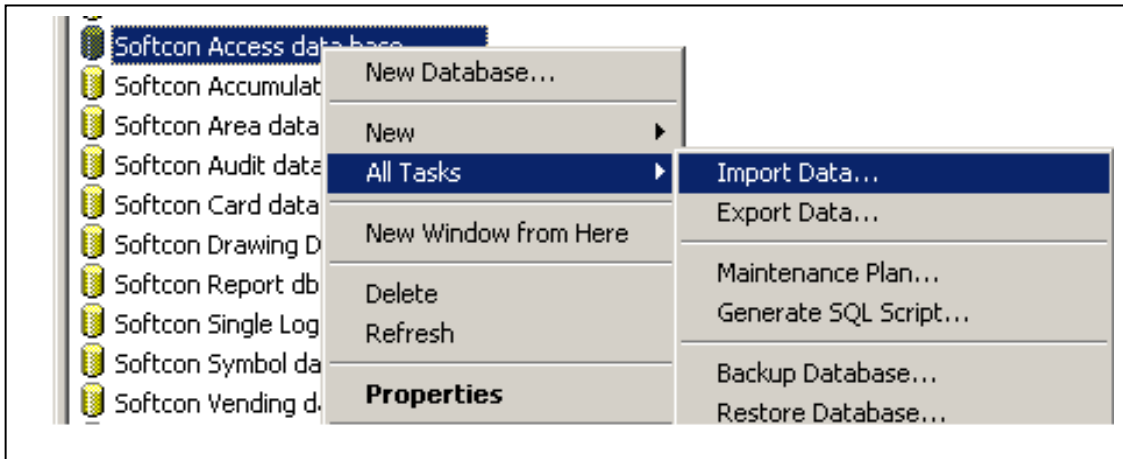 Softcon Access data base
Softcon Accumulat
Softcon Area data
Softcon Audit data
Softcon Card data
Softcon Drawing D
Softcon Report db
Softcon Single Log
Softcon Symbol da
Softcon Vending d
New Database...
New
All Tasks
New Window from Here
Delete
Refresh
Properties
Import Data...
Export Data...
Maintenance Plan...
Generate SQL Script...
Backup Database...
Restore Database...